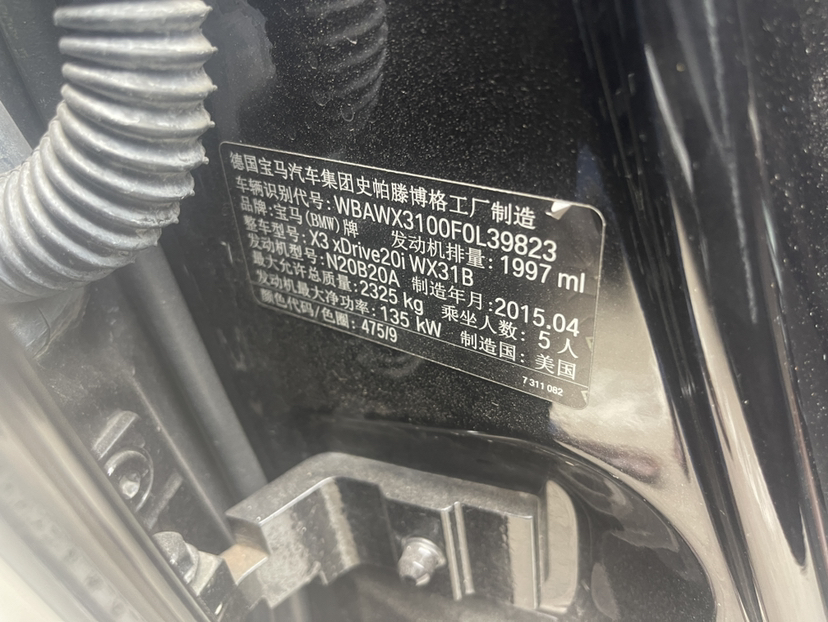 德国宝马汽车集团史帕滕博格工厂制造
车辆识别代号: WBAWX3100F0L39823
品牌: 宝马(BMW)牌 发动机排量: 1997 ml
整车型号: X3 xDrive20i WX31B
发动机型号: N20B20A 制造年月: 2015.04
最大允许总质量: 2325 kg 乘坐人数: 5 人
发动机最大净功率: 135 kW 制造国: 美国
颜色代码/色圈: 475/9
7 311 082